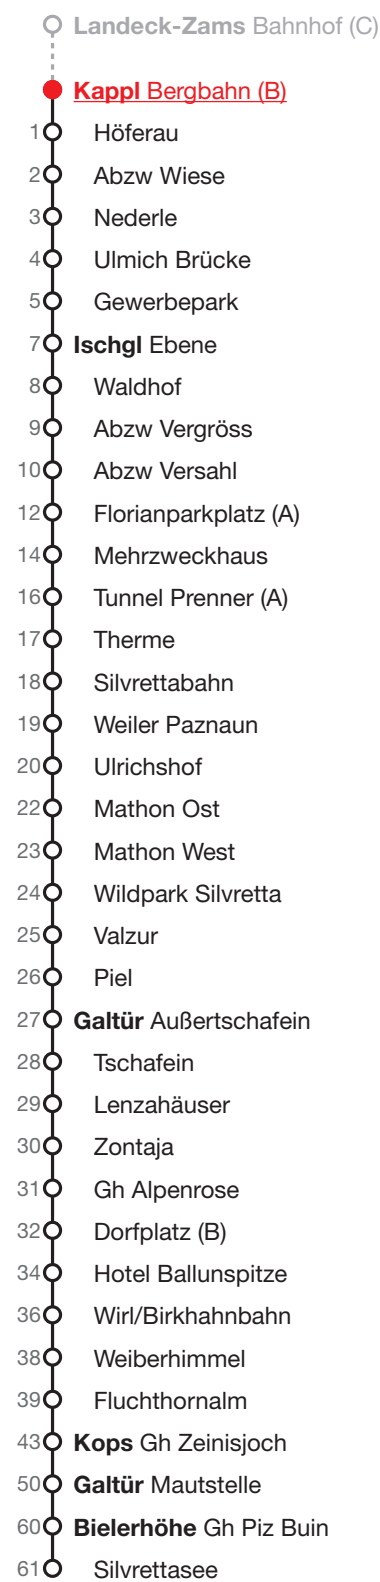 Landeck-Zams Bahnhof (C)
Kappl Bergbahn (B)
1 Höferau
2 Abzw Wiese
3 Nederle
4 Ulmich Brücke
5 Gewerbepark
7 Ischgl Ebene
8 Waldhof
9 Abzw Vergröss
10 Abzw Versahl
12 Florianparkplatz (A)
14 Mehrzweckhaus
16 Tunnel Prenner (A)
17 Therme
18 Silvrettabahn
19 Weiler Paznaun
20 Ulrichshof
22 Mathon Ost
23 Mathon West
24 Wildpark Silvretta
25 Valzur
26 Piel
27 Galtür Außertschafein
28 Tschafein
29 Lenzahäuser
30 Zontaja
31 Gh Alpenrose
32 Dorfplatz (B)
34 Hotel Ballunspitze
36 Wirl/Birkhahnbahn
38 Weiberhimmel
39 Fluchthornalm
43 Kops Gh Zeinisjoch
50 Galtür Mautstelle
60 Bielerhöhe Gh Piz Buin
61 Silvrettasee